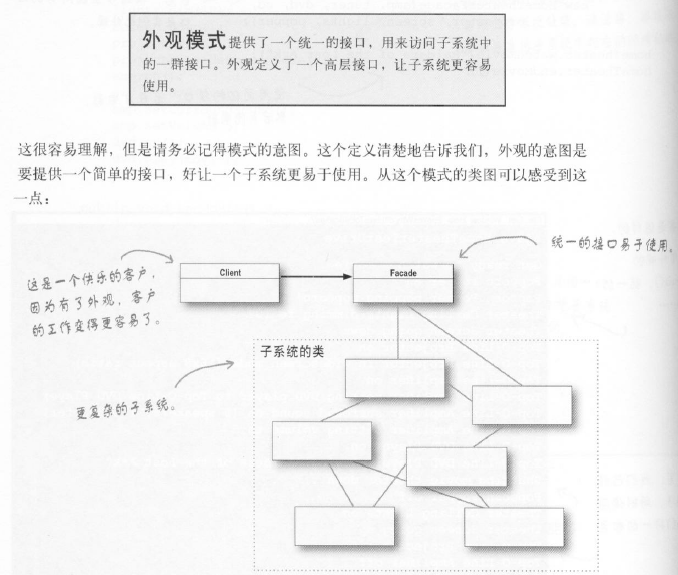 外观模式提供了一个统一的接口，用来访问子系统中
的一群接口。外观定义了一个高层接口，让子系统更容易
使用。
这很容易理解，但是请务必记得模式的意图。这个定义清楚地告诉我们，外观的意图是
要提供一个简单的接口，好让一个子系统更易于使用。从这个模式的类图可以感受到这
一点：
统一的接口易于使用。
这是一个快乐的客户，
因为有了外观，客户
的工作变得更容易了。
Client
Facade
子系统的类
更复杂的子系统。